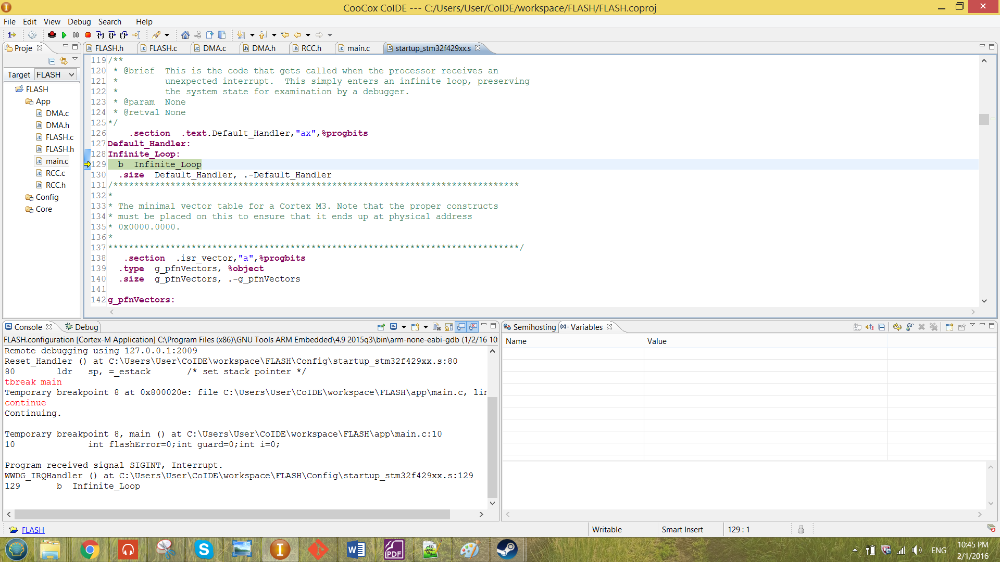 CooCox CoIDE --- C:/Users/User/CoIDE/workspace/FLASH/FLASH.coproj
File Edit View Debug Search Help
Proje
FLASH.h FLASH.c DMA.c DMA.h RCC.h main.c startup_stm32f429xx.s
Target FLASH
FLASH
App
DMA.c
DMA.h
FLASH.c
FLASH.h
main.c
RCC.c
RCC.h
Config
Core
119 /**
120 * @brief This is the code that gets called when the processor receives an
121 * unexpected interrupt. This simply enters an infinite loop, preserving
122 * the system state for examination by a debugger.
123 * @param None
124 * @retval None
125 */
126 .section .text.Default_Handler,"ax",%progbits
127 Default_Handler:
128 Infinite_Loop:
129 b Infinite_Loop
130 .size Default_Handler, .-Default_Handler
131 /******************************************************************************
132 *
133 * The minimal vector table for a Cortex M3. Note that the proper constructs
134 * must be placed on this to ensure that it ends up at physical address
135 * 0x0000.0000.
136 *
137 *******************************************************************************/
138 .section .isr_vector,"a",%progbits
139 .type g_pfnVectors, %object
140 .size g_pfnVectors, .-g_pfnVectors
141
142 g_pfnVectors:
Console Debug
FLASH.configuration [Cortex-M Application] C:\Program Files (x86)\GNU Tools ARM Embedded\4.9 2015q3\bin\arm-none-eabi-gdb (1/2/16 10
Remote debugging using 127.0.0.1:2009
Reset_Handler () at C:\Users\User\CoIDE\workspace\FLASH\Config\startup_stm32f429xx.s:80
80 ldr sp, =_estack /* set stack pointer */
tbreak main
Temporary breakpoint 8 at 0x800020e: file C:\Users\User\CoIDE\workspace\FLASH\app\main.c, lin
continue
Continuing.
Temporary breakpoint 8, main () at C:\Users\User\CoIDE\workspace\FLASH\app\main.c:10
10 int flashError=0;int guard=0;int i=0;
Program received signal SIGINT, Interrupt.
WWDG_IRQHandler () at C:\Users\User\CoIDE\workspace\FLASH\Config\startup_stm32f429xx.s:129
129 b Infinite_Loop
Semihosting Variables
Name Value
FLASH
Writable Smart Insert 129 : 1
PDF
ENG
10:45 PM
2/1/2016